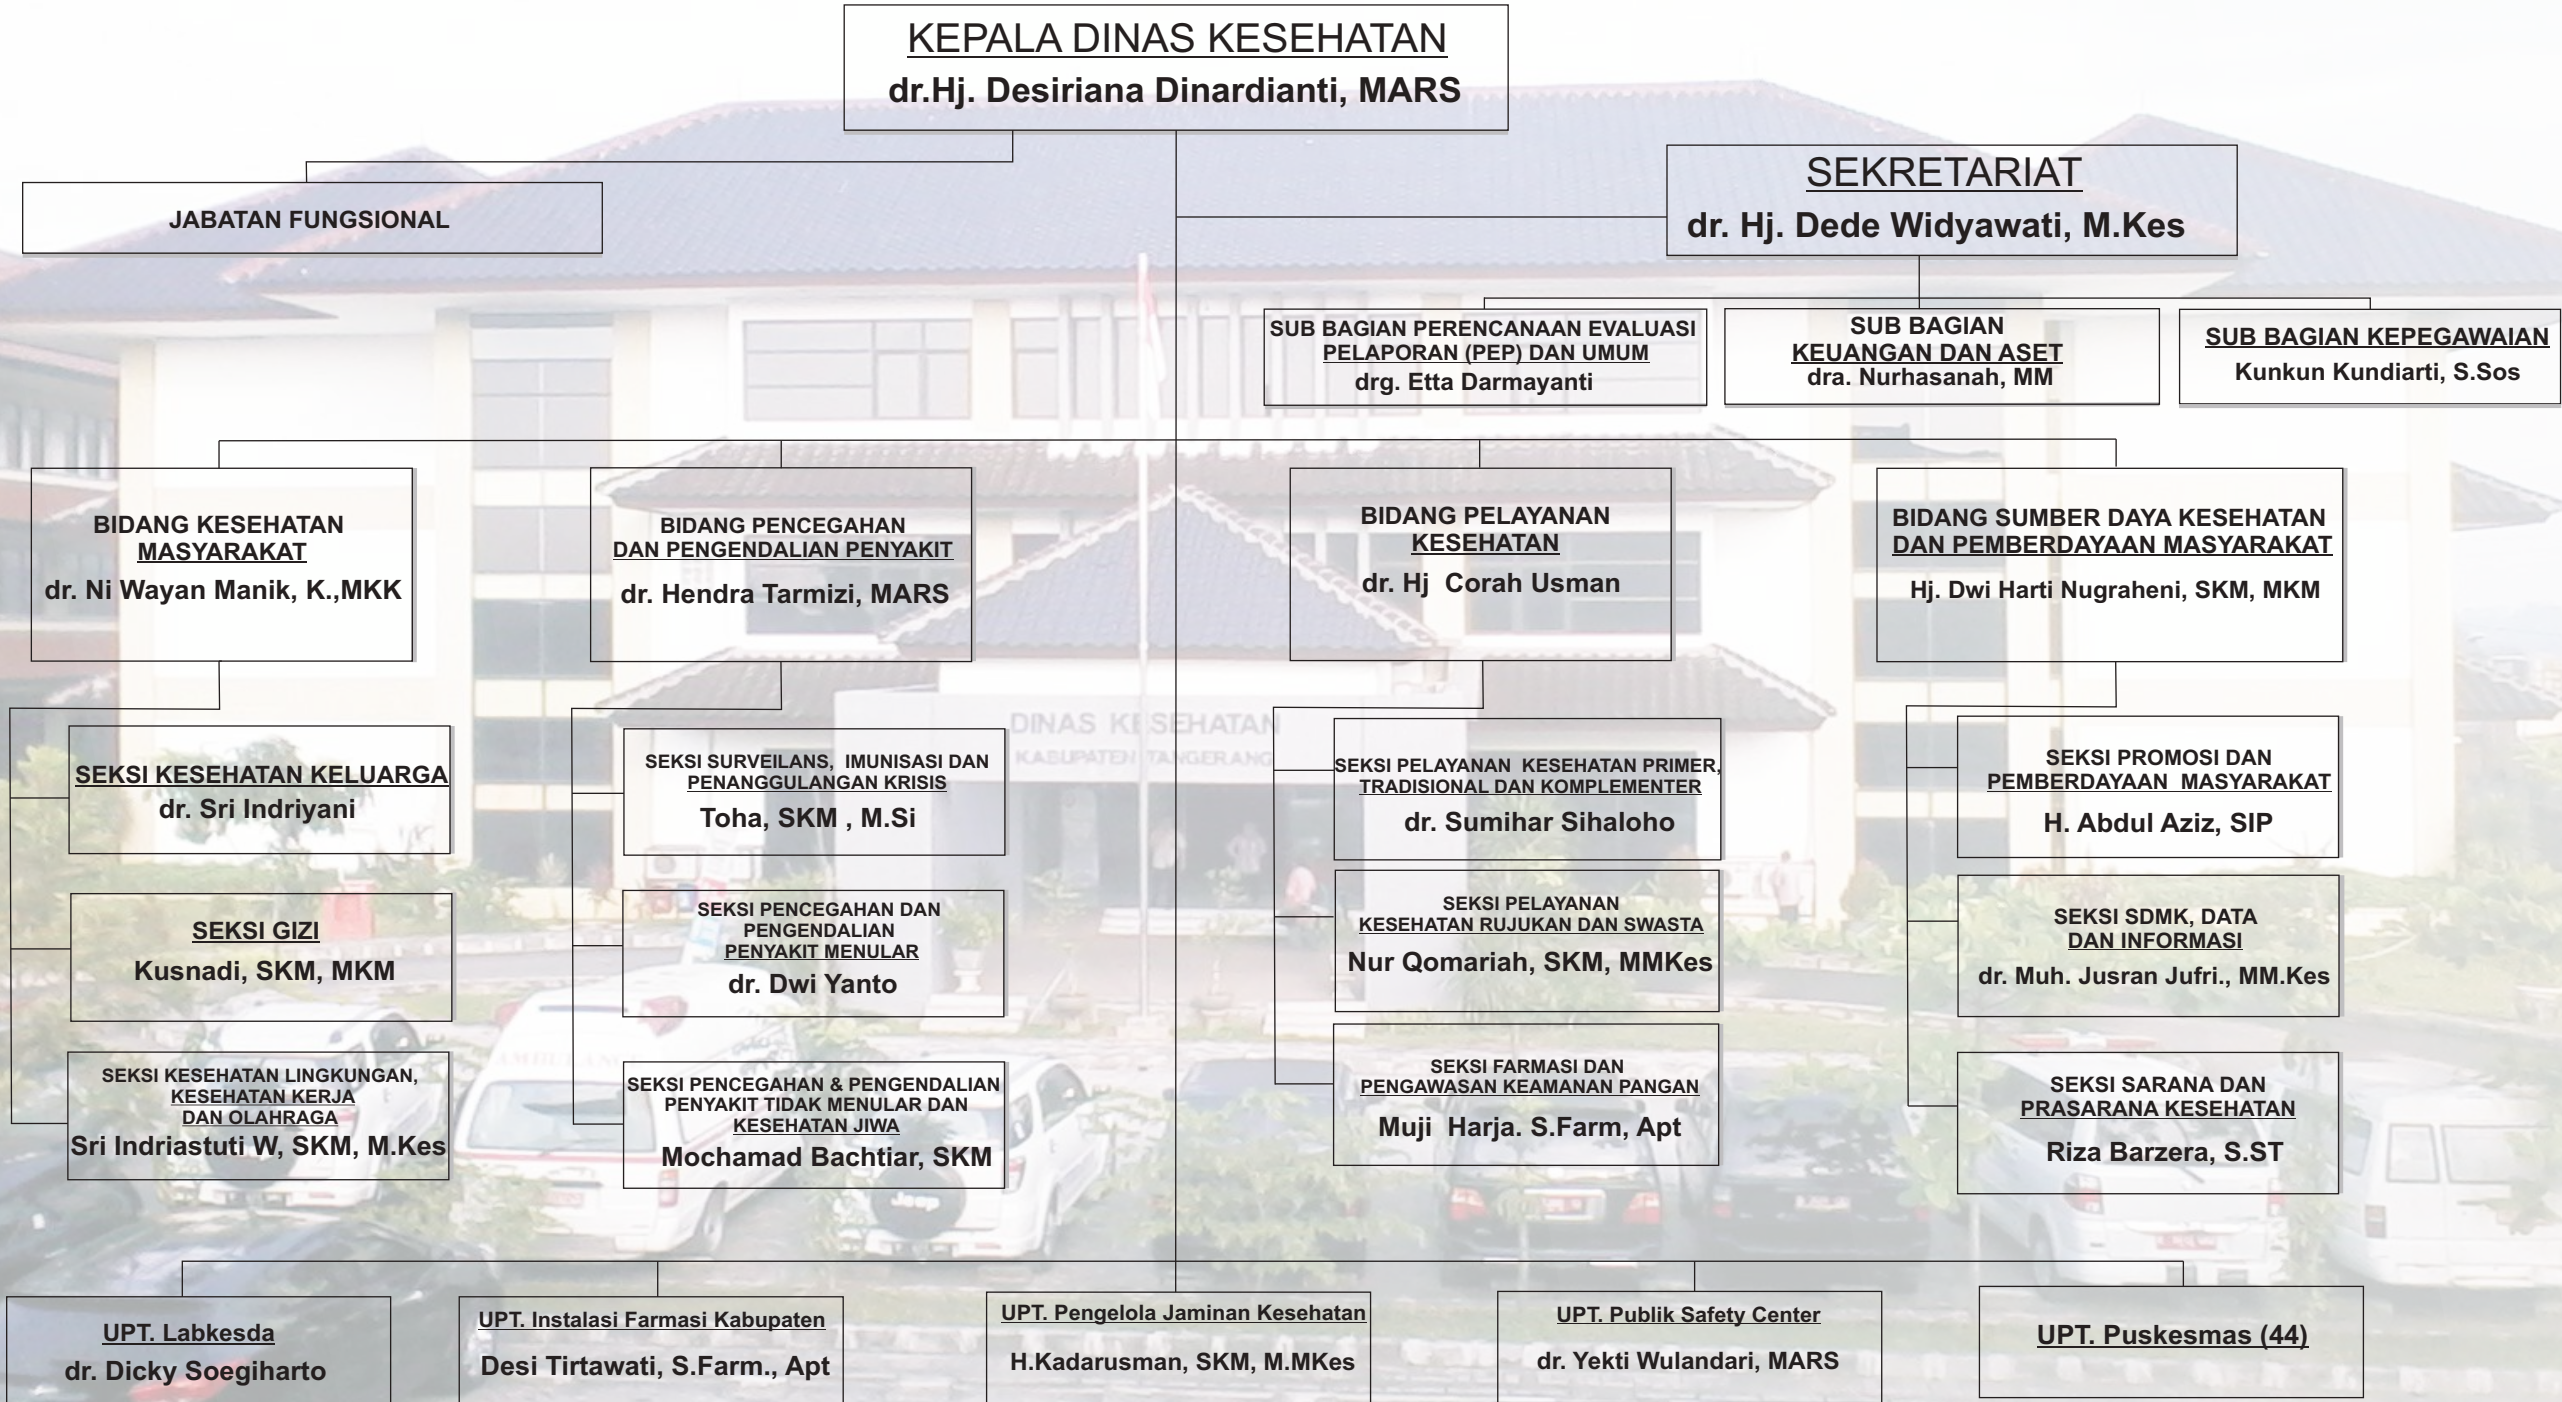 KEPALA DINAS KESEHATAN
dr.Hj. Desiriana Dinardianti, MARS
JABATAN FUNGSIONAL
SEKRETARIAT
dr. Hj. Dede Widyawati, M.Kes
SUB BAGIAN PERENCANAAN EVALUASI
PELAPORAN (PEP) DAN UMUM
drg. Etta Darmayanti
SUB BAGIAN
KEUANGAN DAN ASET
dra. Nurhasanah, MM
SUB BAGIAN KEPEGAWAIAN
Kunkun Kundiarti, S.Sos
BIDANG KESEHATAN
MASYARAKAT
dr. Ni Wayan Manik, K.,MKK
BIDANG PENCEGAHAN
DAN PENGENDALIAN PENYAKIT
dr. Hendra Tarmizi, MARS
BIDANG PELAYANAN
KESEHATAN
dr. Hj  Corah Usman
BIDANG SUMBER DAYA KESEHATAN
DAN PEMBERDAYAAN MASYARAKAT
Hj. Dwi Harti Nugraheni, SKM, MKM
SEKSI KESEHATAN KELUARGA
dr. Sri Indriyani
SEKSI GIZI
Kusnadi, SKM, MKM
SEKSI KESEHATAN LINGKUNGAN,
KESEHATAN KERJA
DAN OLAHRAGA
Sri Indriastuti W, SKM, M.Kes
SEKSI SURVEILANS,  IMUNISASI DAN
PENANGGULANGAN KRISIS
Toha, SKM , M.Si
SEKSI PENCEGAHAN DAN
PENGENDALIAN
PENYAKIT MENULAR
dr. Dwi Yanto
SEKSI PENCEGAHAN & PENGENDALIAN
PENYAKIT TIDAK MENULAR DAN
KESEHATAN JIWA
Mochamad Bachtiar, SKM
SEKSI PELAYANAN  KESEHATAN PRIMER,
TRADISIONAL DAN KOMPLEMENTER
dr. Sumihar Sihaloho
SEKSI PELAYANAN
KESEHATAN RUJUKAN DAN SWASTA
Nur Qomariah, SKM, MMKes
SEKSI FARMASI DAN
PENGAWASAN KEAMANAN PANGAN
Muji  Harja. S.Farm, Apt
SEKSI PROMOSI DAN
PEMBERDAYAAN  MASYARAKAT
H. Abdul Aziz, SIP
SEKSI SDMK, DATA
DAN INFORMASI
dr. Muh. Jusran Jufri., MM.Kes
SEKSI SARANA DAN
PRASARANA KESEHATAN
Riza Barzera, S.ST
DINAS KESEHATAN
KABUPATEN TANGERANG
AMBULANCE
Jeep
UPT. Labkesda
dr. Dicky Soegiharto
UPT. Instalasi Farmasi Kabupaten
Desi Tirtawati, S.Farm., Apt
UPT. Pengelola Jaminan Kesehatan
H.Kadarusman, SKM, M.MKes
UPT. Publik Safety Center
dr. Yekti Wulandari, MARS
UPT. Puskesmas (44)